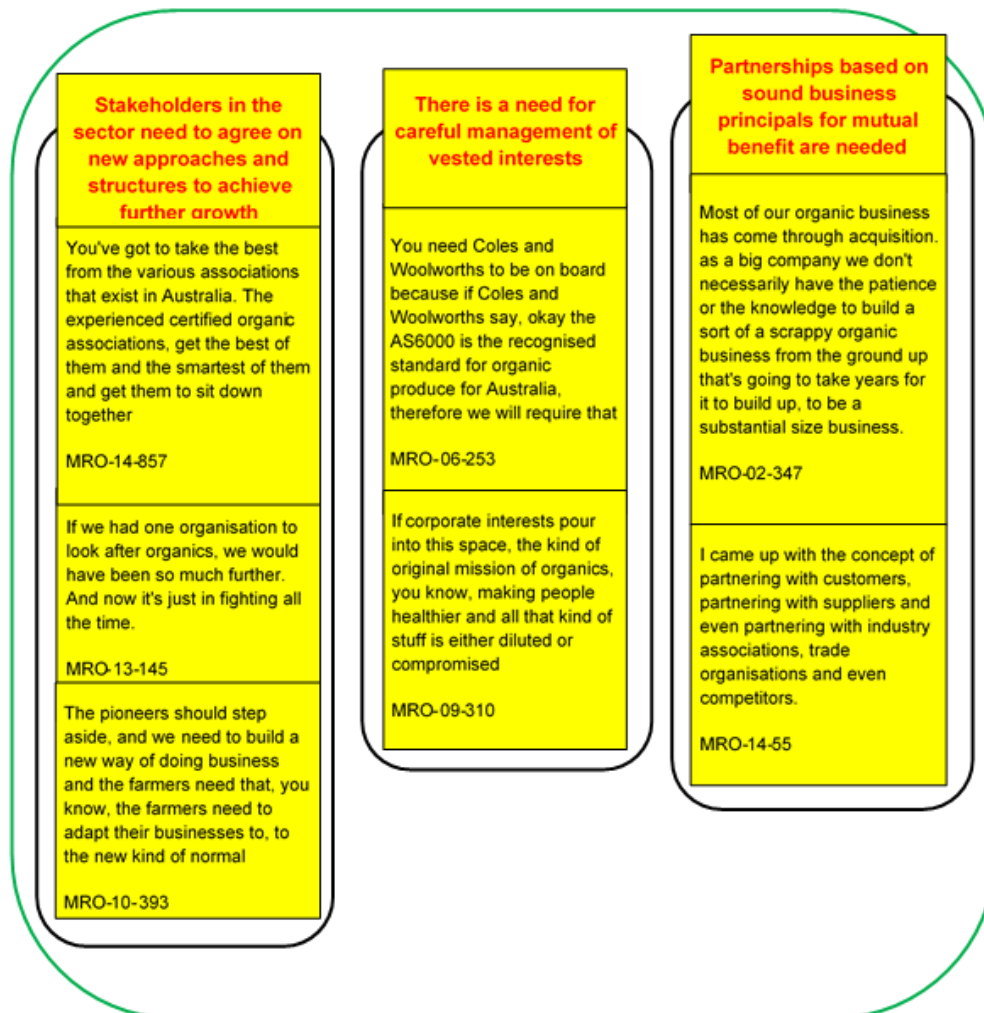 Stakeholders in the
sector need to agree on
new approaches and
structures to achieve
further growth
You've got to take the best
from the various associations
that exist in Australia. The
experienced certified organic
associations, get the best of
them and the smartest of them
and get them to sit down
together
MRO-14-857
If we had one organisation to
look after organics, we would
have been so much further.
And now it's just in fighting all
the time.
MRO-13-145
The pioneers should step
aside, and we need to build a
new way of doing business
and the farmers need that, you
know, the farmers need to
adapt their businesses to, to
the new kind of normal
MRO-10-393
There is a need for
careful management of
vested interests
You need Coles and
Woolworths to be on board
because if Coles and
Woolworths say, okay the
AS6000 is the recognised
standard for organic
produce for Australia,
therefore we will require that
MRO-06-253
If corporate interests pour
into this space, the kind of
original mission of organics,
you know, making people
healthier and all that kind of
stuff is either diluted or
compromised
MRO-09-310
Partnerships based on
sound business
principals for mutual
benefit are needed
Most of our organic business
has come through acquisition.
as a big company we don't
necessarily have the patience
or the knowledge to build a
sort of a scrappy organic
business from the ground up
that's going to take years for
it to build up, to be a
substantial size business.
MRO-02-347
I came up with the concept of
partnering with customers,
partnering with suppliers and
even partnering with industry
associations, trade
organisations and even
competitors.
MRO-14-55